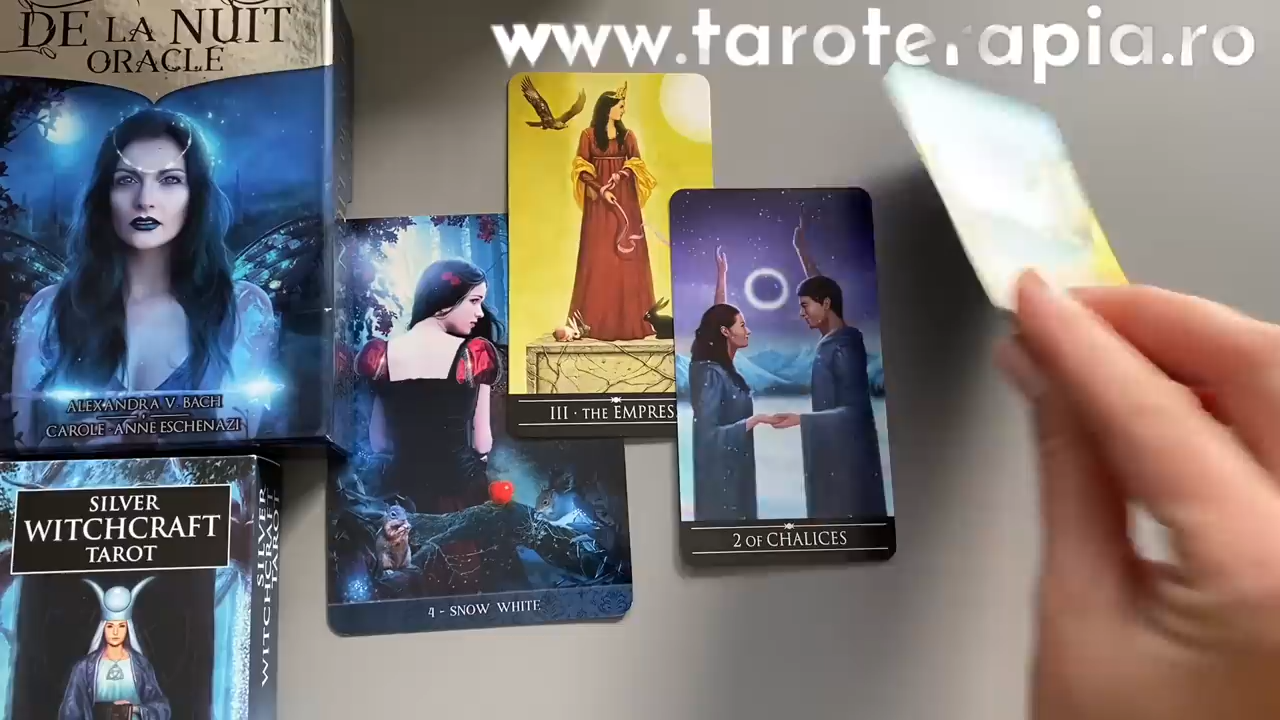 www.taroterapia.ro
DE LA NUIT
ORACLE
ALEXANDRA V. BACH
CAROLE-ANNE ESCHENAZI
SILVER
WITCHCRAFT
TAROT
SILVER
WITCHCRAFT
TAROT
4 - SNOW WHITE
III · THE EMPRES
2 OF CHALICES